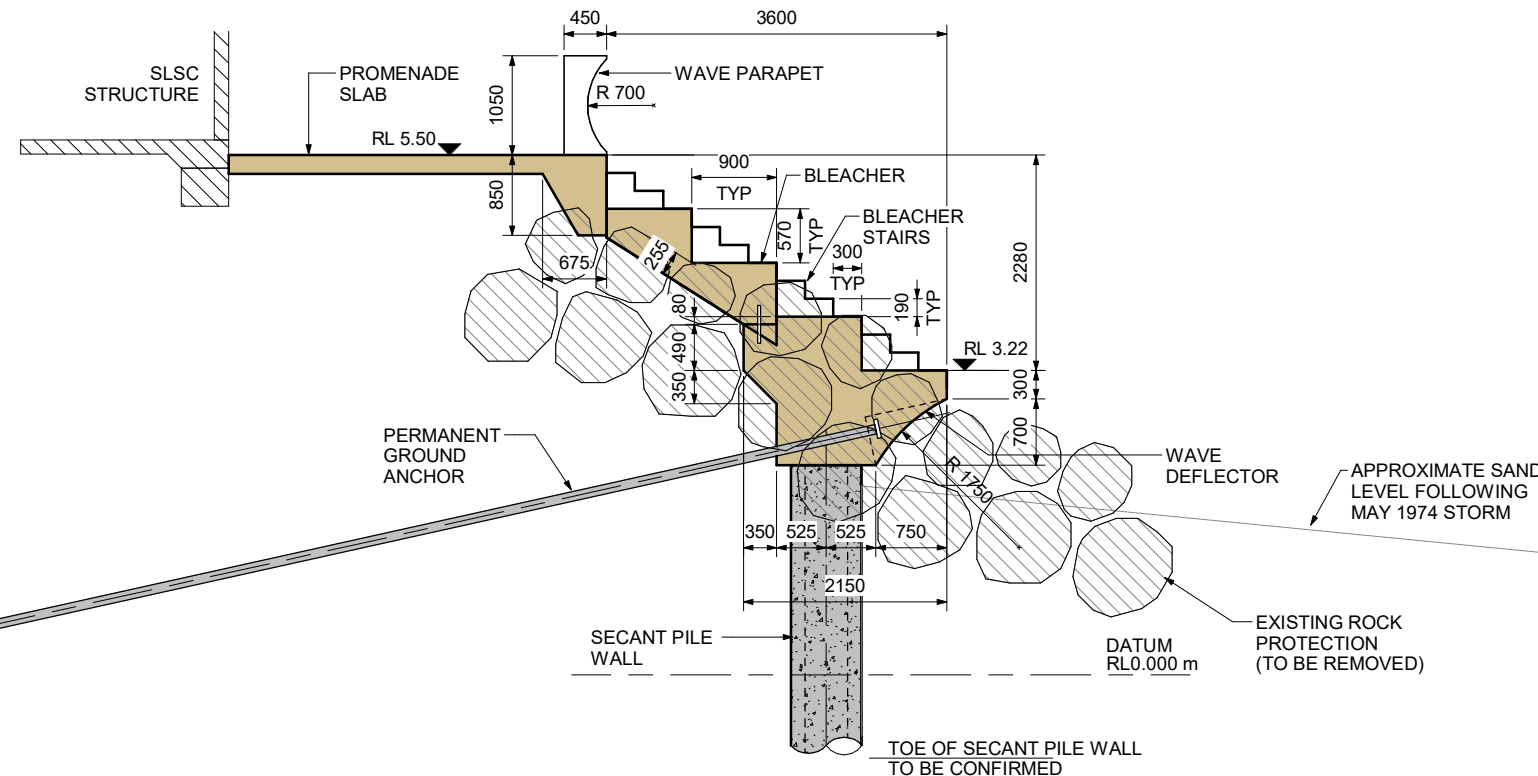 450
3600
SLSC
STRUCTURE
PROMENADE
SLAB
WAVE PARAPET
R 700
1050
RL 5.50
900
TYP
BLEACHER
850
BLEACHER
STAIRS
570
TYP
300
TYP
2280
255
675
190
TYP
80
RL 3.22
490
300
350
700
PERMANENT
GROUND
ANCHOR
R 1750
WAVE
DEFLECTOR
APPROXIMATE SAND
LEVEL FOLLOWING
MAY 1974 STORM
350
525
525
750
2150
SECANT PILE
WALL
DATUM
RL0.000 m
EXISTING ROCK
PROTECTION
(TO BE REMOVED)
TOE OF SECANT PILE WALL
TO BE CONFIRMED